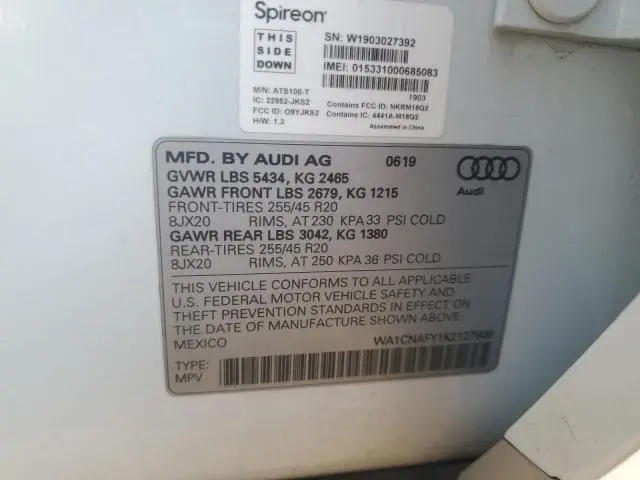 Spireon
THIS SIDE DOWN
SN: W1903027392
IMEI: 015331000685083
1903
M/N: ATS100-T
IC: 22952-JKS2
FCC ID: O9YJKS2
H/W: 1.3
Contains FCC ID: NKRM18Q2
Contains IC: 4441A-M18Q2
Assembled in China
MFD. BY AUDI AG 0619
GVWR LBS 5434, KG 2465
GAWR FRONT LBS 2679, KG 1215
FRONT-TIRES 255/45 R20
8JX20 RIMS, AT 230 KPA 33 PSI COLD
GAWR REAR LBS 3042, KG 1380
REAR-TIRES 255/45 R20
8JX20 RIMS, AT 250 KPA 36 PSI COLD
Audi
THIS VEHICLE CONFORMS TO ALL APPLICABLE
U.S. FEDERAL MOTOR VEHICLE SAFETY AND
THEFT PREVENTION STANDARDS IN EFFECT ON
THE DATE OF MANUFACTURE SHOWN ABOVE
MEXICO
TYPE:
MPV